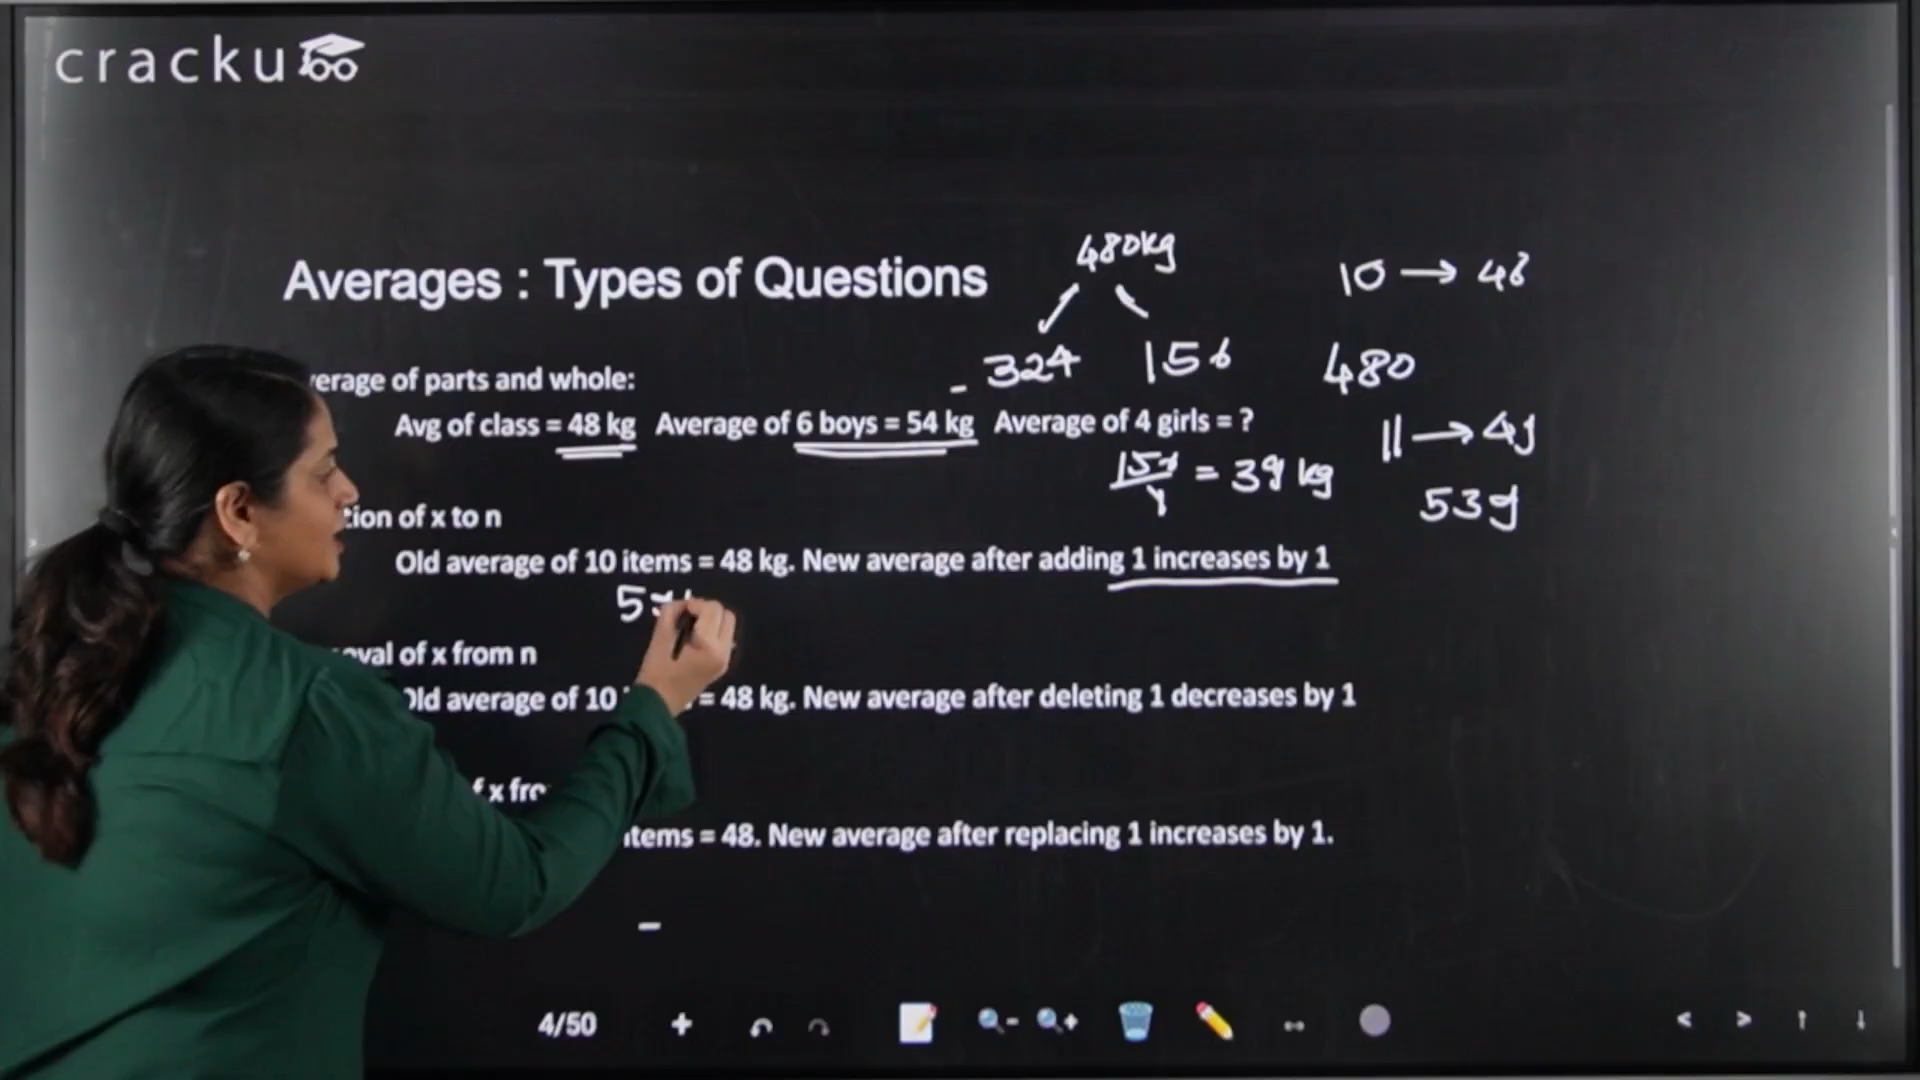 cracku
Averages : Types of Questions
480kg
10 → 48
324 156
480
verage of parts and whole:
Avg of class = 48 kg Average of 6 boys = 54 kg Average of 4 girls = ?
11 → 49
= 39 kg
539
tion of x to n
Old average of 10 items = 48 kg. New average after adding 1 increases by 1
oval of x from n
Old average of 10 = 48 kg. New average after deleting 1 decreases by 1
f x fro
items = 48. New average after replacing 1 increases by 1.
4/50